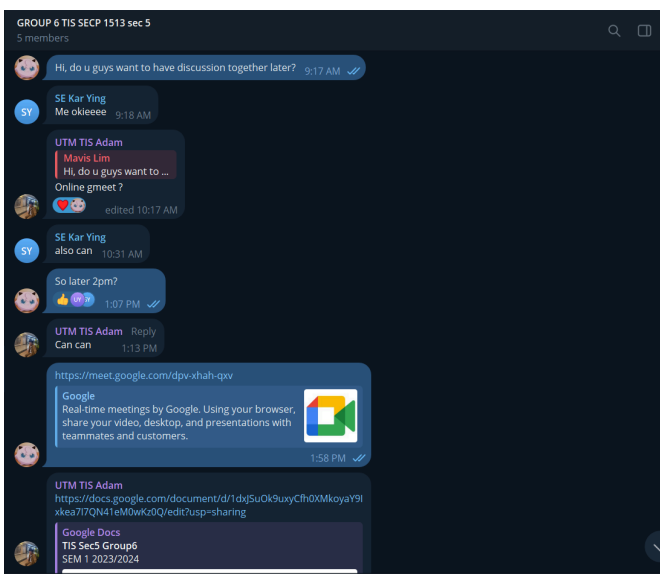 GROUP 6 TIS SECP 1513 sec 5
5 members
Hi, do u guys want to have discussion together later? 9:17 AM
SE Kar Ying
SY Me okieeee 9:18 AM
UTM TIS Adam
Mavis Lim
Hi, do u guys want to ...
Online gmeet ?
edited 10:17 AM
SE Kar Ying
SY also can 10:31 AM
So later 2pm?
1:07 PM
UTM TIS Adam Reply
Can can 1:13 PM
https://meet.google.com/dpv-xhah-qxv
Google
Real-time meetings by Google. Using your browser,
share your video, desktop, and presentations with
teammates and customers.
1:58 PM
UTM TIS Adam
https://docs.google.com/document/d/1dxJSuOk9uxyCfh0XMkoyaY9l
xkea7I7QN41eM0wKz0Q/edit?usp=sharing
Google Docs
TIS Sec5 Group6
SEM 1 2023/2024